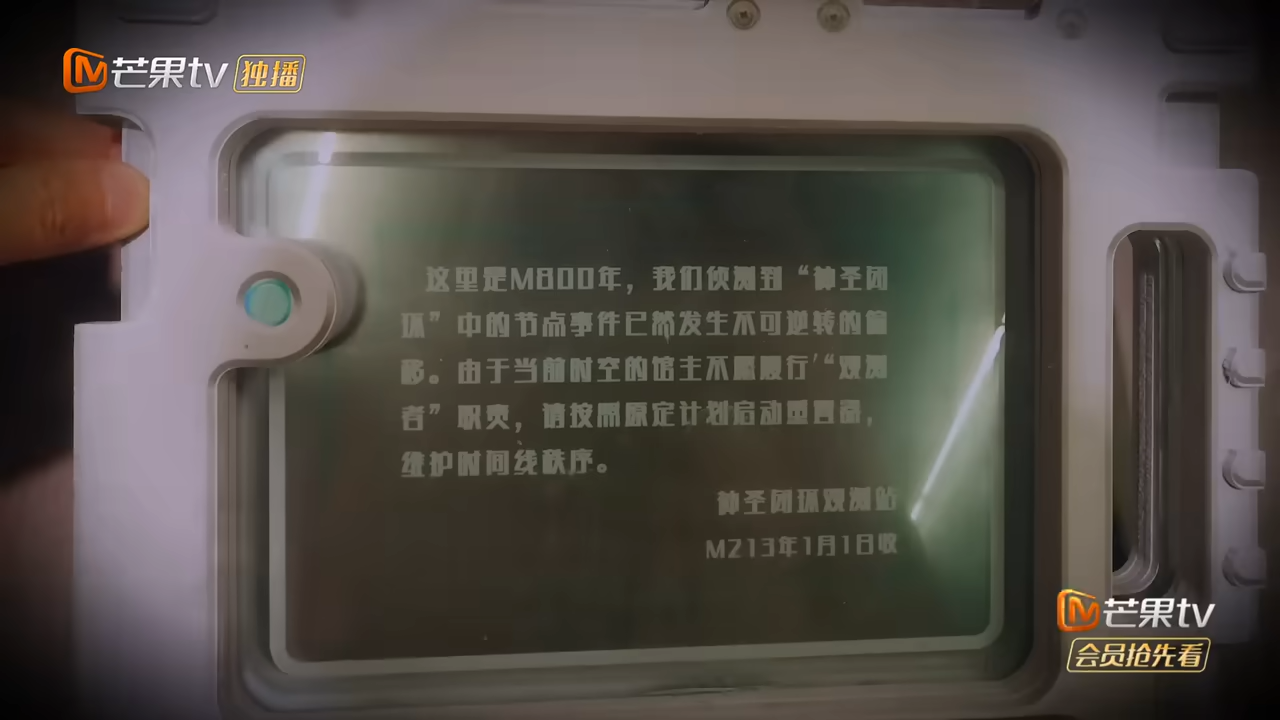 芒果tv 独播
这里是M800年，我们侦测到“神圣闭
环”中的节点事件已然发生不可逆转的偏
移。由于当前时空的馆主不愿履行“观测
者”职责，请按照原定计划启动重置器，
维护时间线秩序。
神圣闭环观测站
M213年1月1日收
芒果tv
会员抢先看